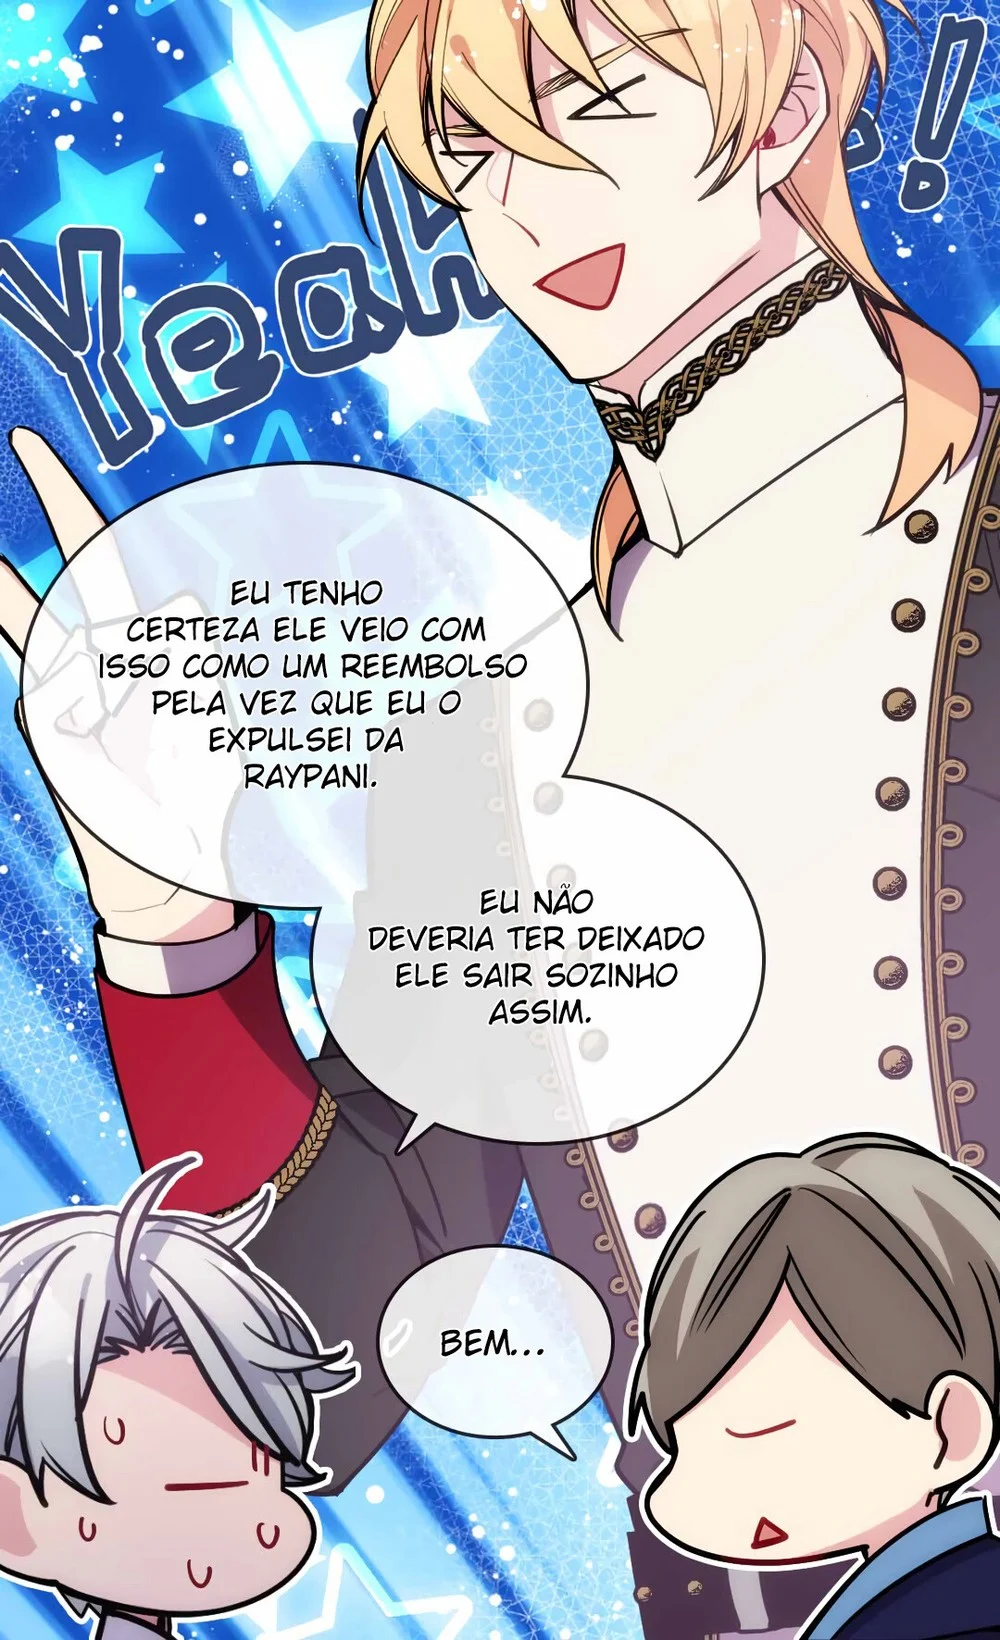 Yeah!
EU TENHO
CERTEZA ELE VEIO COM
ISSO COMO UM REEMBOLSO
PELA VEZ QUE EU O
EXPULSEI DA
RAYPANI.
EU NÃO
DEVERIA TER DEIXADO
ELE SAIR SOZINHO
ASSIM.
BEM...